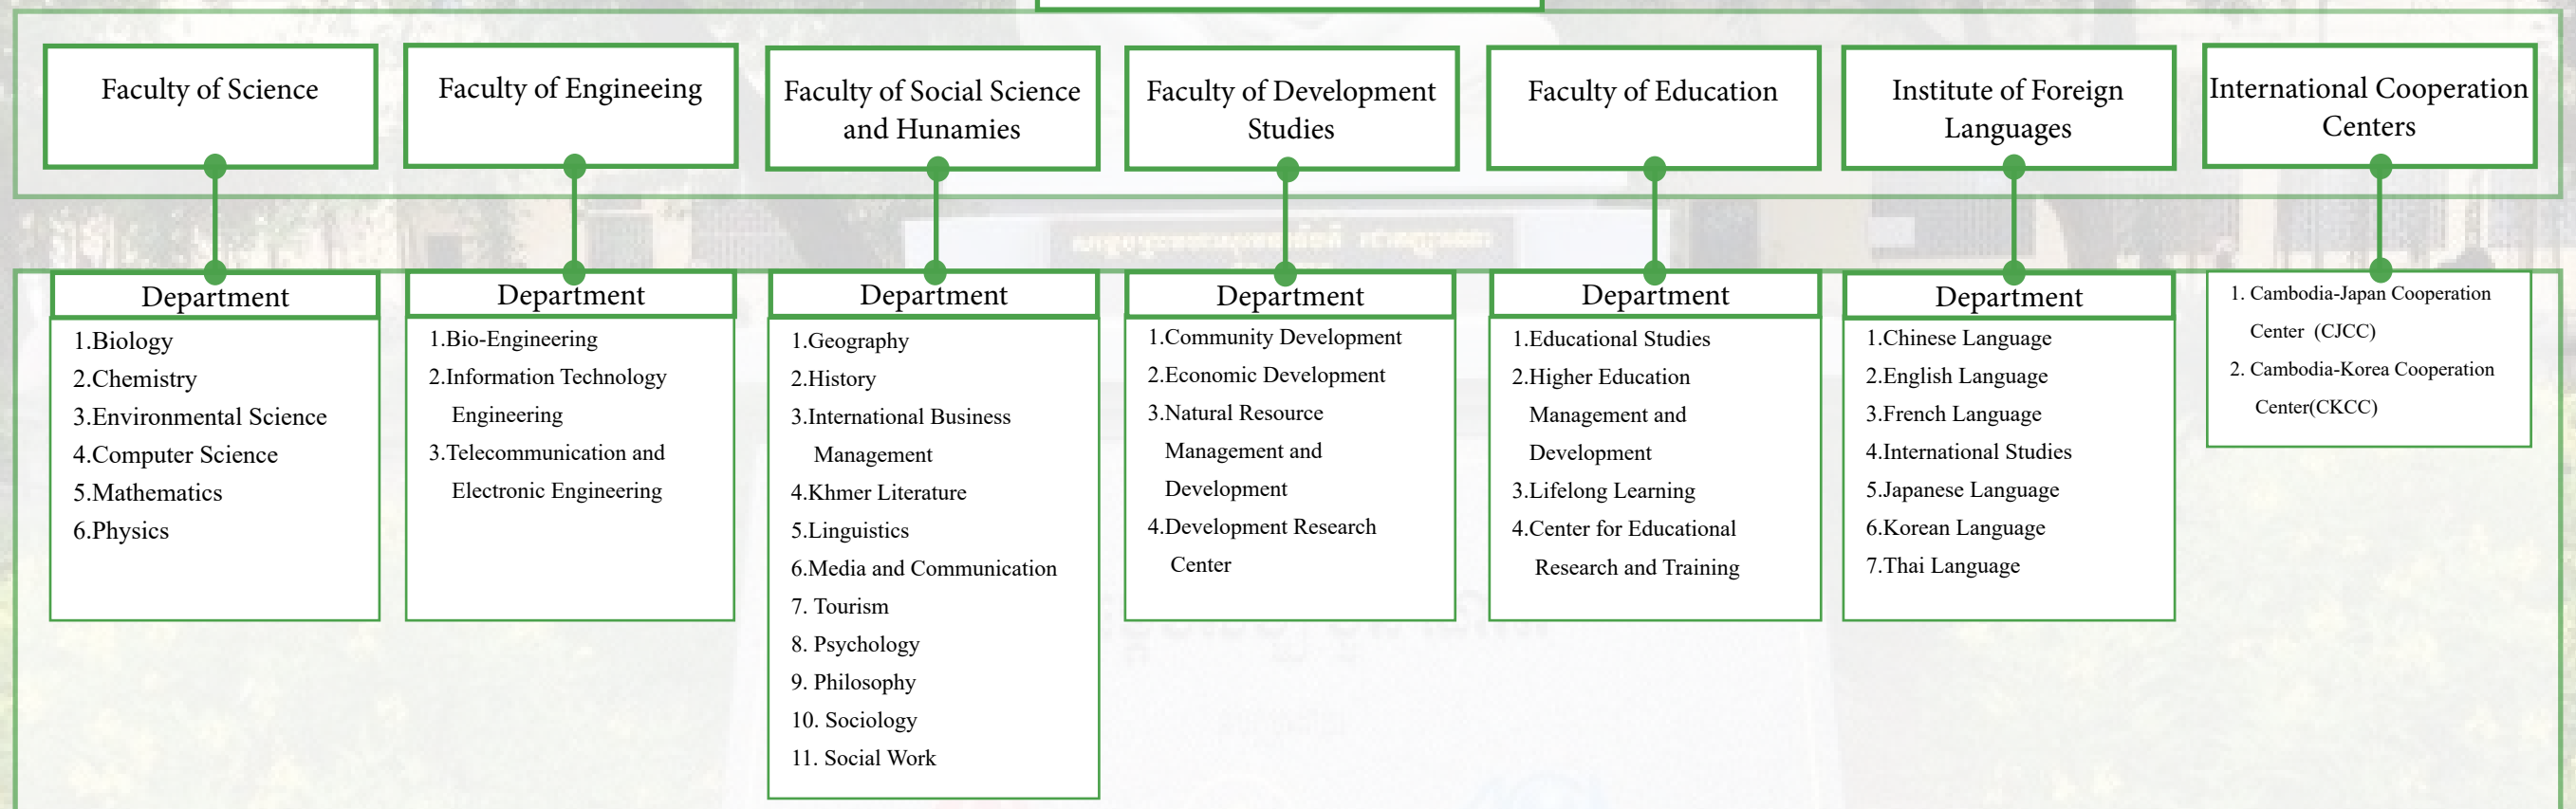 Faculty of Science
Faculty of Engineeing
Faculty of Social Science
and Hunamies
Faculty of Development
Studies
Faculty of Education
Institute of Foreign
Languages
International Cooperation
Centers
Department
1.Biology
2.Chemistry
3.Environmental Science
4.Computer Science
5.Mathematics
6.Physics
Department
1.Bio-Engineering
2.Information Technology
Engineering
3.Telecommunication and
Electronic Engineering
Department
1.Geography
2.History
3.International Business
Management
4.Khmer Literature
5.Linguistics
6.Media and Communication
7. Tourism
8. Psychology
9. Philosophy
10. Sociology
11. Social Work
Department
1.Community Development
2.Economic Development
3.Natural Resource
Management and
Development
4.Development Research
Center
Department
1.Educational Studies
2.Higher Education
Management and
Development
3.Lifelong Learning
4.Center for Educational
Research and Training
Department
1.Chinese Language
2.English Language
3.French Language
4.International Studies
5.Japanese Language
6.Korean Language
7.Thai Language
1. Cambodia-Japan Cooperation
Center (CJCC)
2. Cambodia-Korea Cooperation
Center(CKCC)